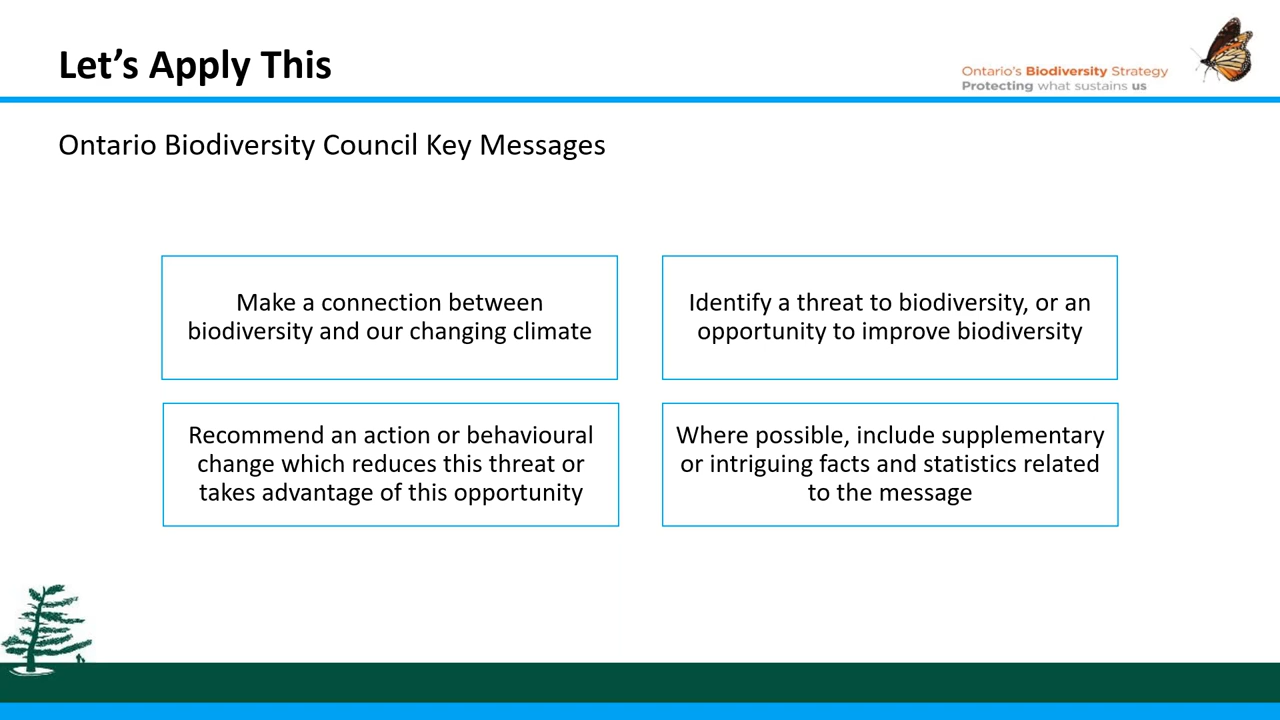 Let's Apply This
Ontario's Biodiversity Strategy
Protecting what sustains us
Ontario Biodiversity Council Key Messages
Make a connection between
biodiversity and our changing climate
Identify a threat to biodiversity, or an
opportunity to improve biodiversity
Recommend an action or behavioural
change which reduces this threat or
takes advantage of this opportunity
Where possible, include supplementary
or intriguing facts and statistics related
to the message